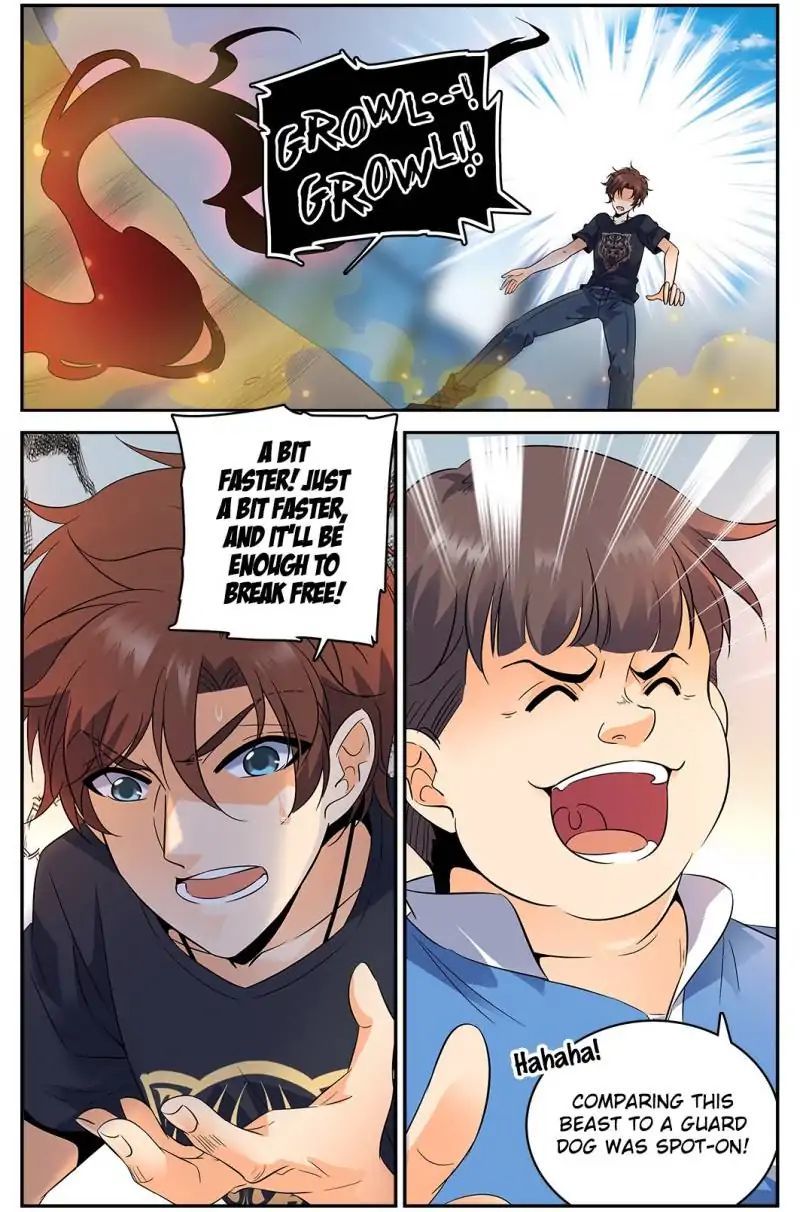 GROWL--!
GROWL!!
A BIT
FASTER! JUST
A BIT FASTER,
AND IT'LL BE
ENOUGH TO
BREAK FREE!
Hahaha!
COMPARING THIS
BEAST TO A GUARD
DOG WAS SPOT-ON!